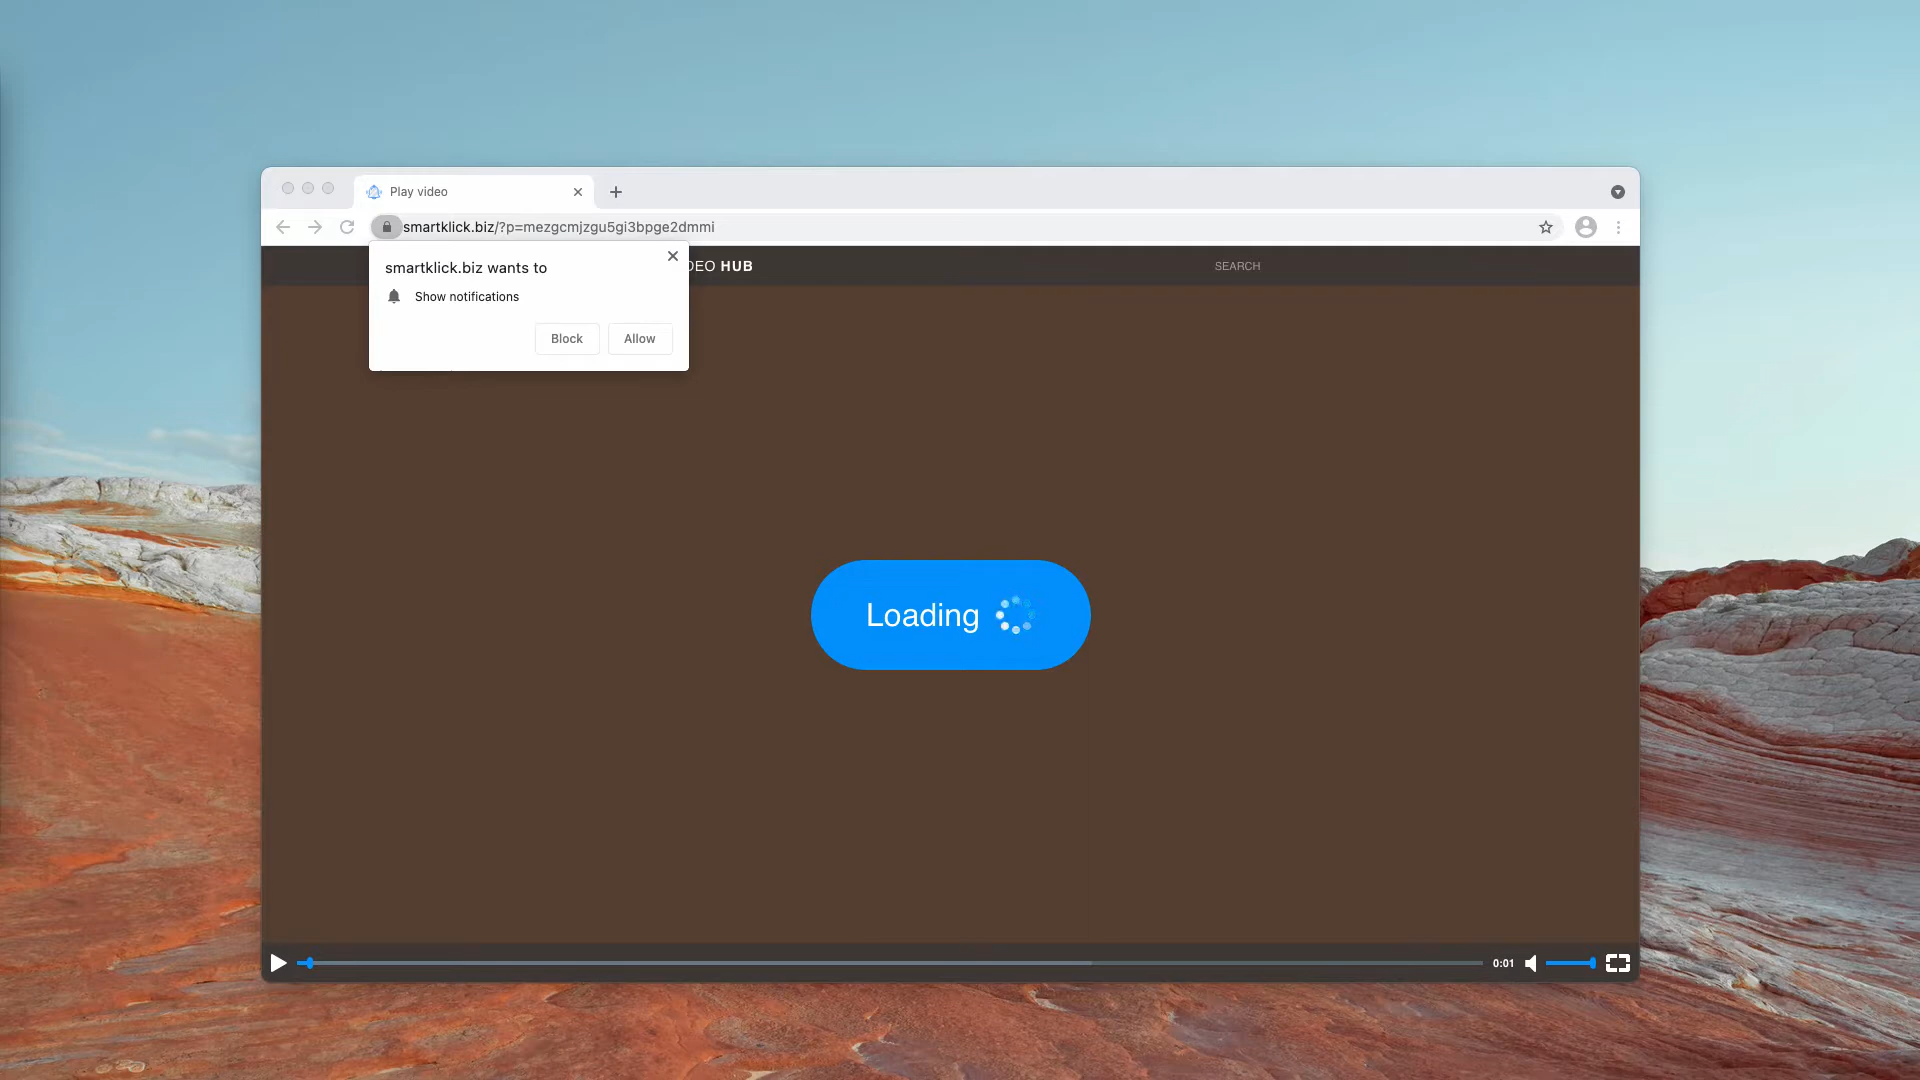 Play video
smartklick.biz/?p=mezgcmjzgu5gi3bpge2dmmi
DEO HUB
SEARCH
smartklick.biz wants to
Show notifications
Block
Allow
Loading
0:01